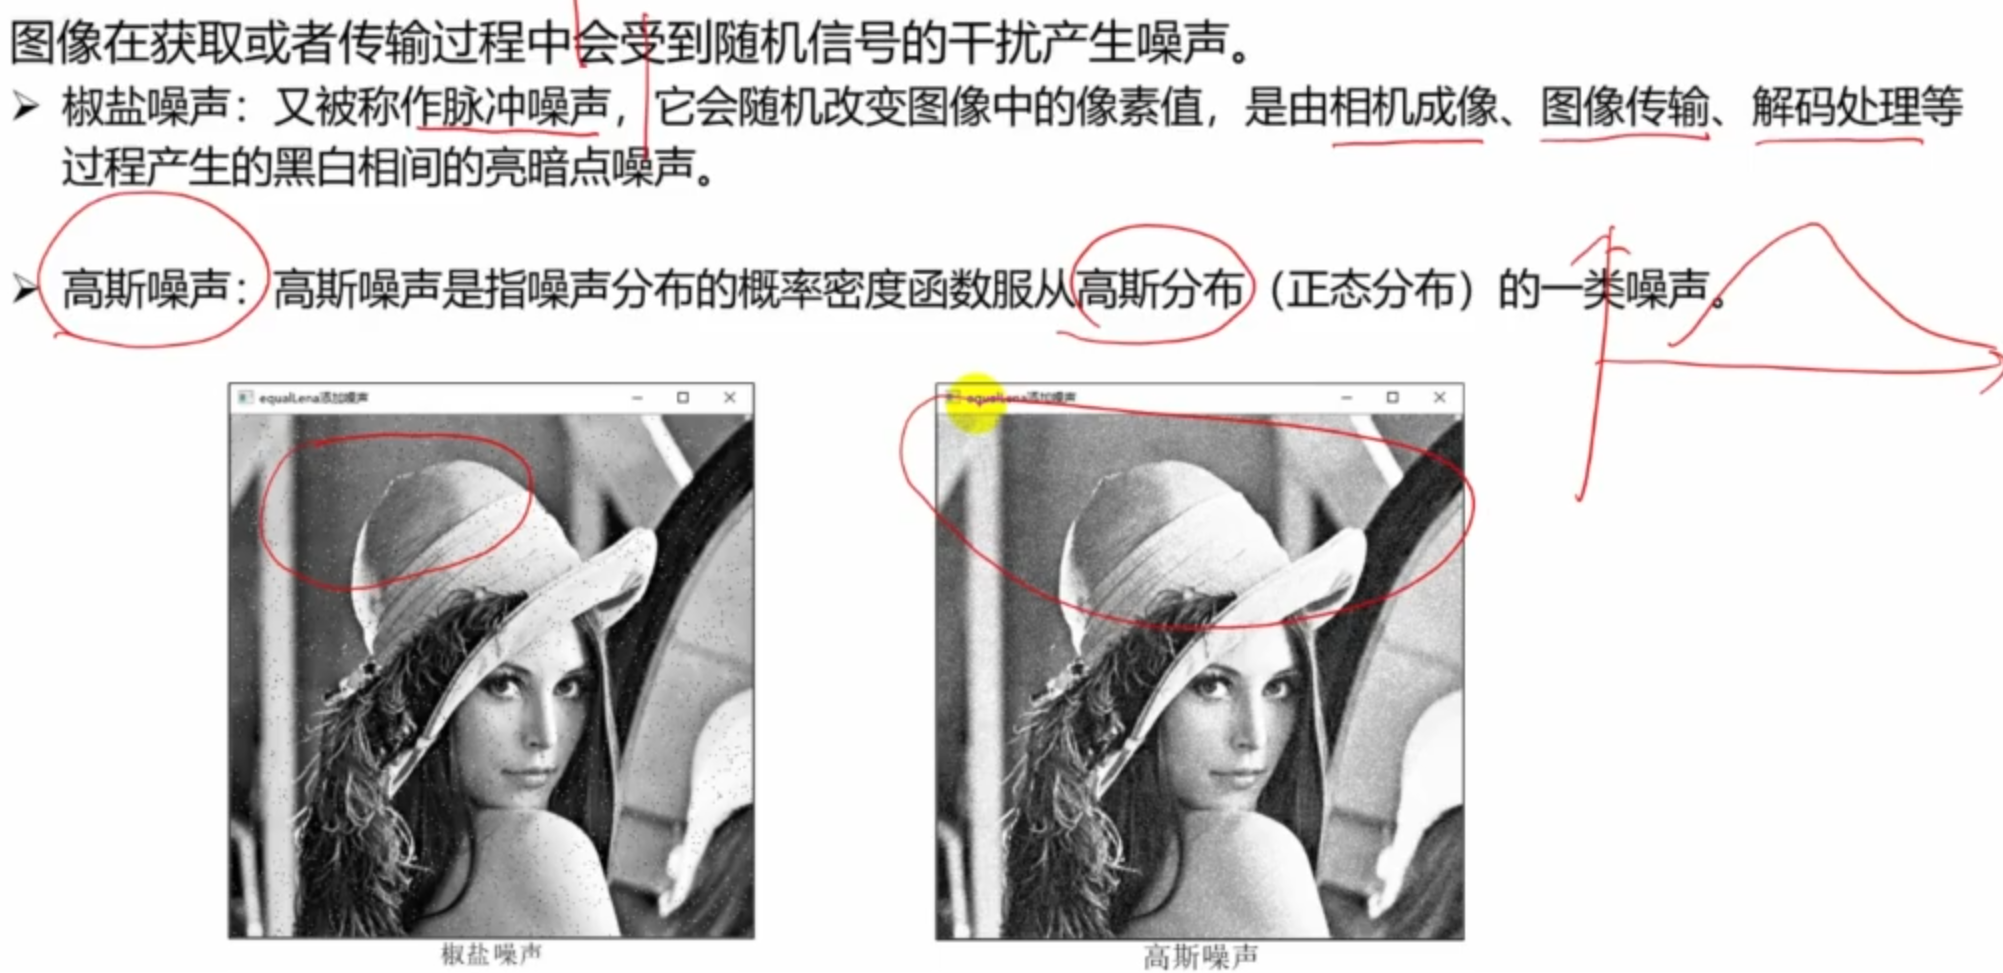 图像在获取或者传输过程中会受到随机信号的干扰产生噪声。
➢ 椒盐噪声：又被称作脉冲噪声，它会随机改变图像中的像素值，是由相机成像、图像传输、解码处理等
过程产生的黑白相间的亮暗点噪声。
➢ 高斯噪声：高斯噪声是指噪声分布的概率密度函数服从高斯分布（正态分布）的一类噪声。
equalLena添加噪声
equalLena添加噪声
椒盐噪声
高斯噪声